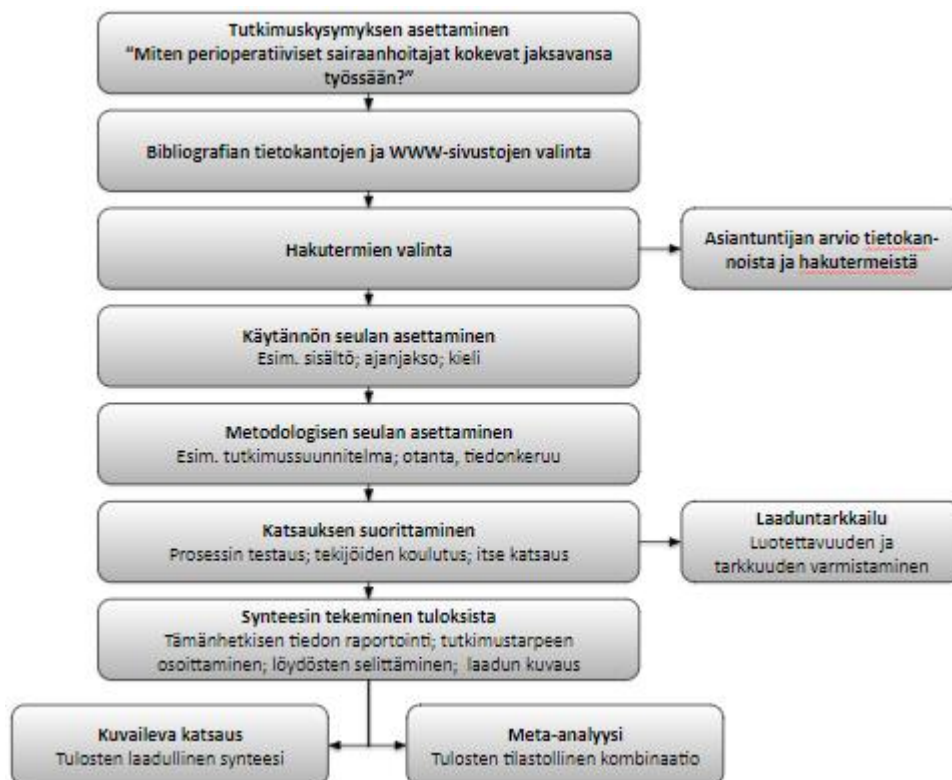 Tutkimuskysymyksen asettaminen
“Miten perioperatiiviset sairaanhoitajat kokevat jaksavansa
työssään?”
Bibliografian tietokantojen ja WWW-sivustojen valinta
Hakutermien valinta
Asiantuntijan arvio tietokan-
noista ja hakutermeistä
Käytännön seulan asettaminen
Esim. sisältö; ajanjakso; kieli
Metodologisen seulan asettaminen
Esim. tutkimussuunnitelma; otanta, tiedonkeruu
Katsauksen suorittaminen
Prosessin testaus; tekijöiden koulutus; itse katsaus
Laaduntarkkailu
Luotettavuuden ja
tarkkuuden varmistaminen
Synteesin tekeminen tuloksista
Tämänhetkisen tiedon raportointi; tutkimustarpeen
osoittaminen; löydösten selittäminen; laadun kuvaus
Kuvaileva katsaus
Tulosten laadullinen synteesi
Meta-analyysi
Tulosten tilastollinen kombinaatio